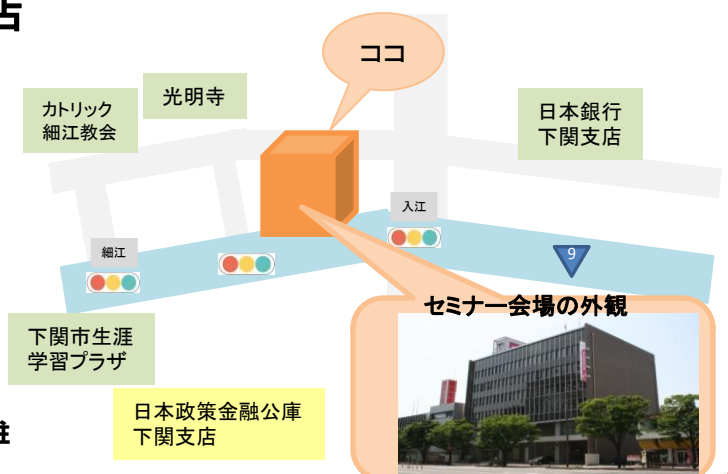 店
ココ
光明寺
カトリック
細江教会
日本銀行
下関支店
入江
細江
9
セミナー会場の外観
下関市生涯
学習プラザ
日本政策金融公庫
下関支店